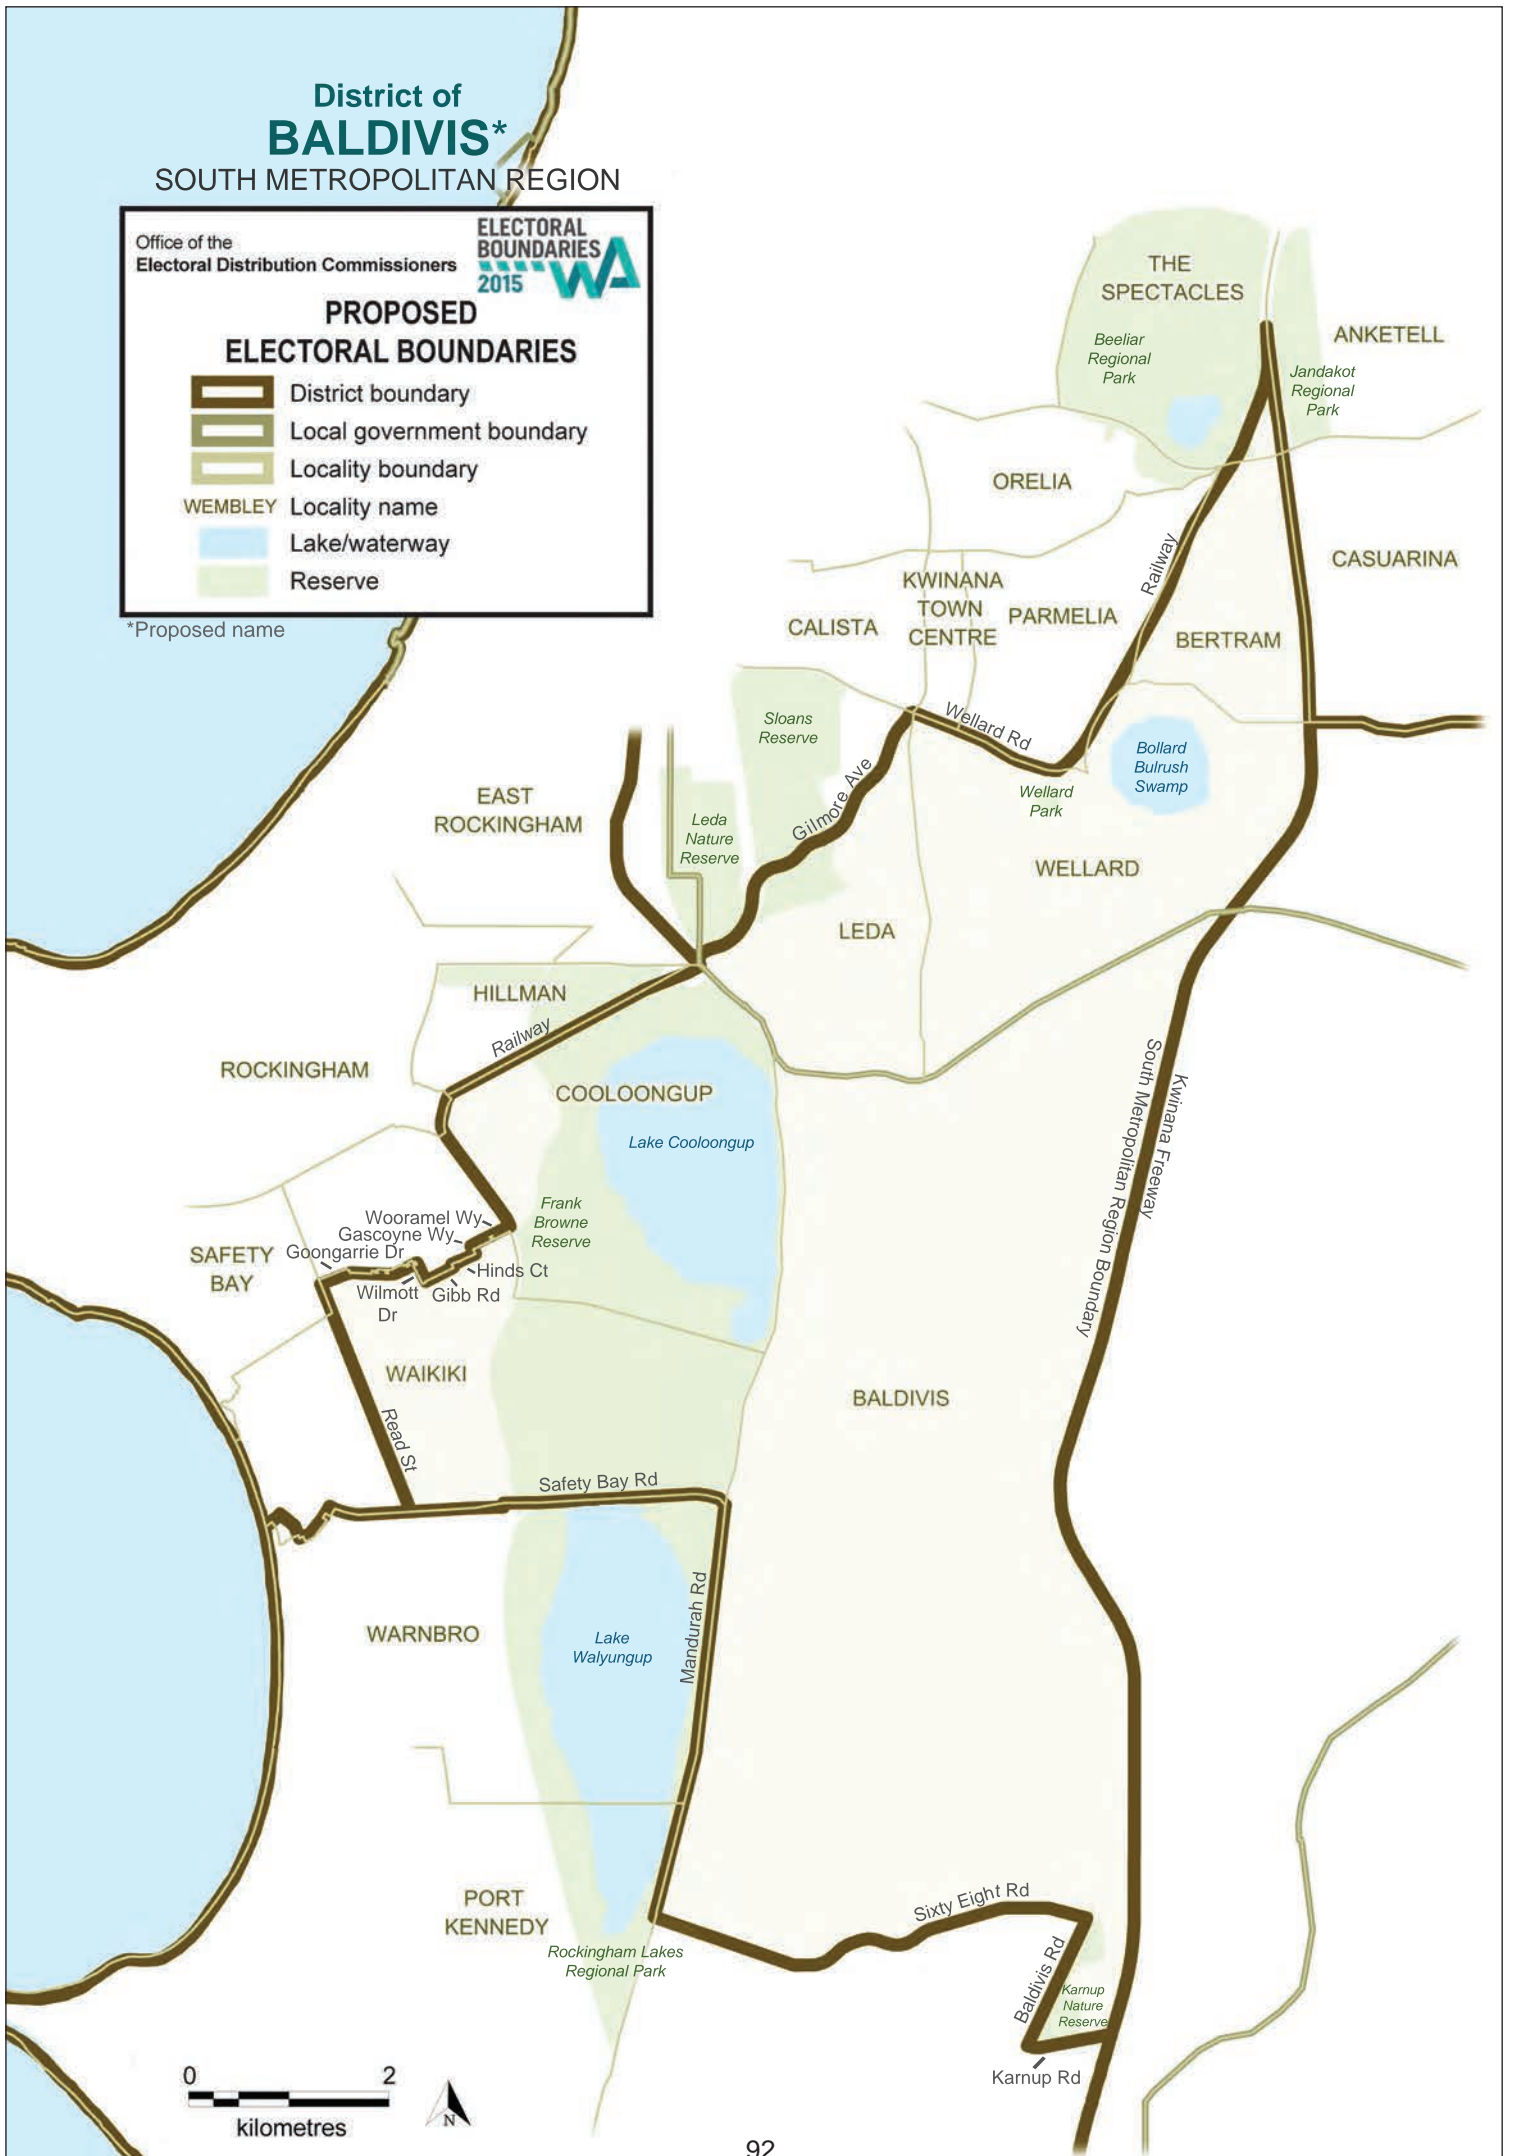 District of
BALDIVIS*
SOUTH METROPOLITAN REGION
Office of the
Electoral Distribution Commissioners
ELECTORAL
BOUNDARIES
2015 WA
PROPOSED
ELECTORAL BOUNDARIES
District boundary
Local government boundary
Locality boundary
WEMBLEY Locality name
Lake/waterway
Reserve
*Proposed name
THE
SPECTACLES
Beeliar
Regional
Park
ANKETELL
Jandakot
Regional
Park
ORELIA
Railway
CASUARINA
KWINANA
TOWN
CENTRE
CALISTA
PARMELIA
BERTRAM
Sloans
Reserve
Wellard Rd
Bollard
Bulrush
Swamp
Gilmore Ave
Wellard
Park
EAST
ROCKINGHAM
Leda
Nature
Reserve
WELLARD
LEDA
HILLMAN
Railway
ROCKINGHAM
COOLOONGUP
Lake Cooloongup
South Metropolitan Region Boundary
Kwinana Freeway
Frank
Browne
Reserve
Wooramel Wy
Gascoyne Wy
Goongarrie Dr
SAFETY
BAY
Hinds Ct
Wilmott
Dr
Gibb Rd
WAIKIKI
Read St
BALDIVIS
Safety Bay Rd
Mandurah Rd
WARNBRO
Lake
Walyungup
PORT
KENNEDY
Sixty Eight Rd
Rockingham Lakes
Regional Park
Baldivis Rd
Karnup
Nature
Reserve
Karnup Rd
0 2
kilometres
N
92